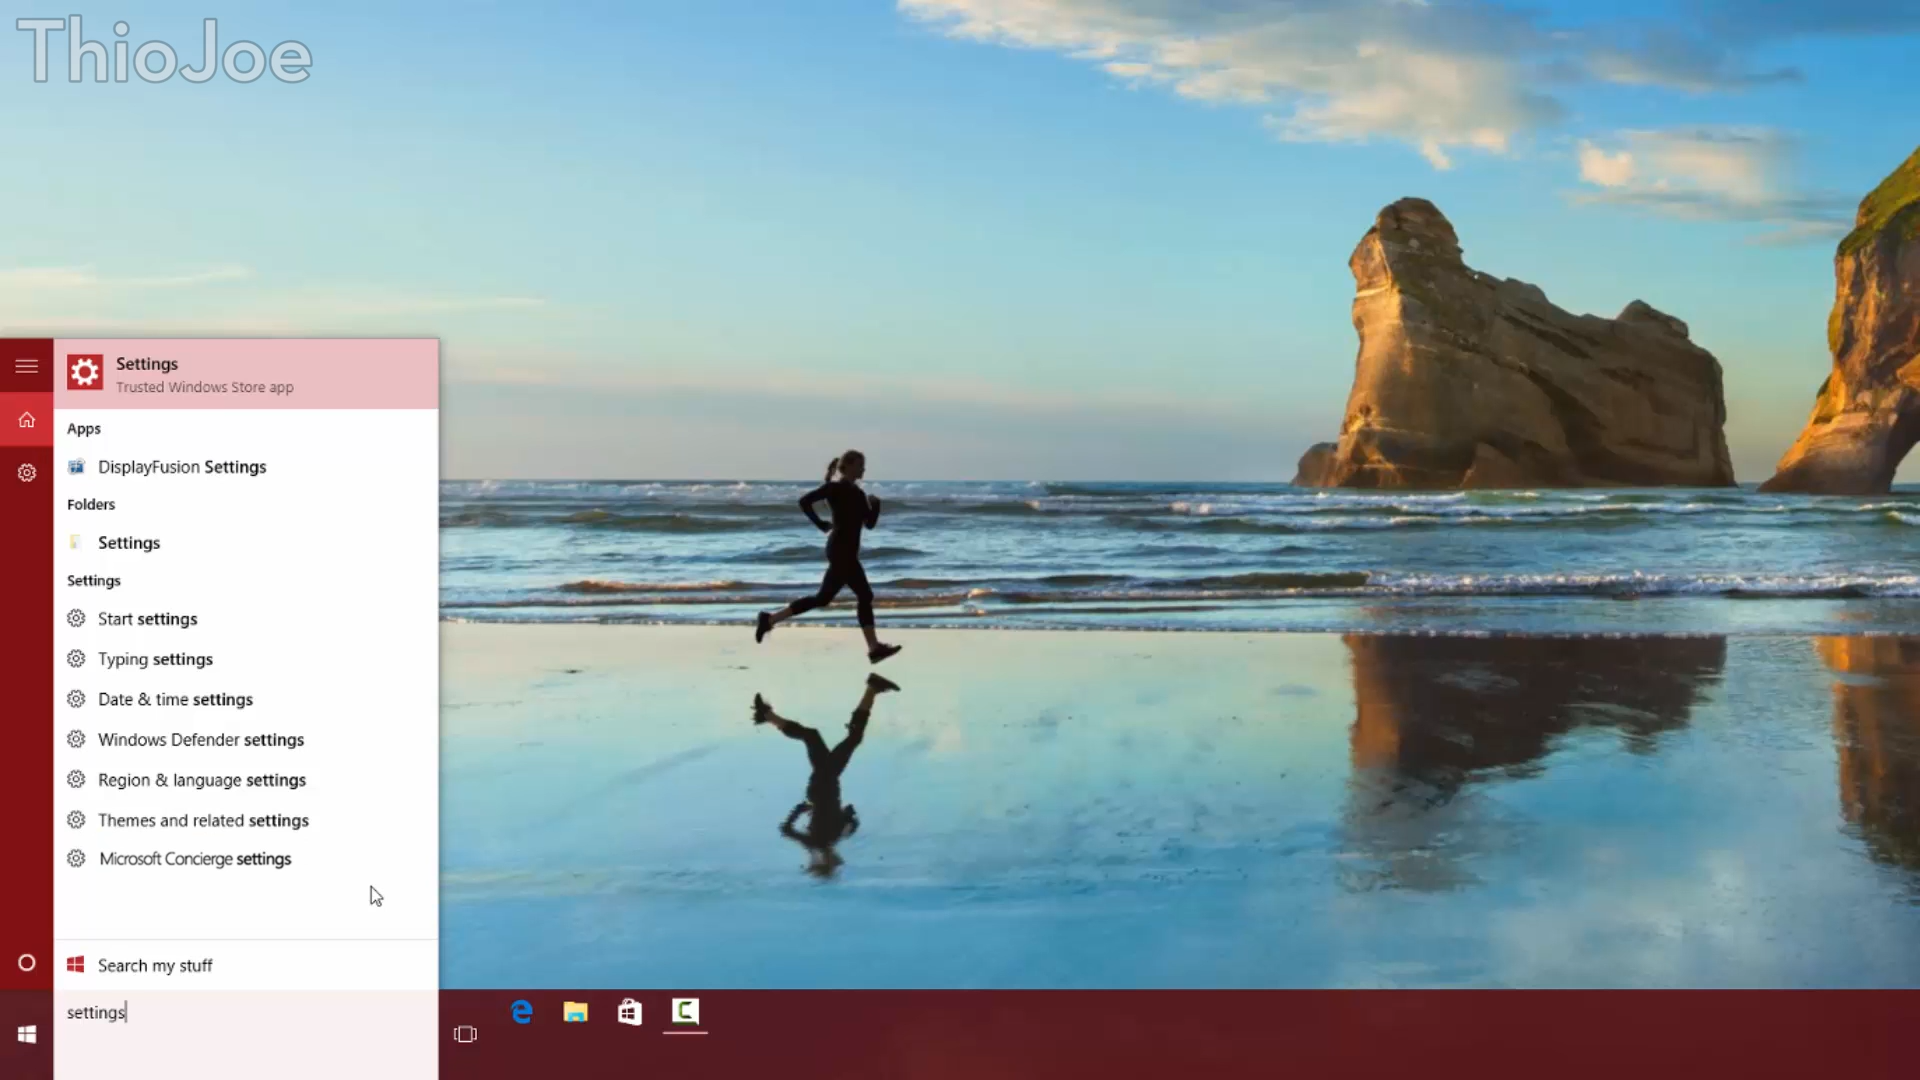 ThioJoe
Settings
Trusted Windows Store app
Apps
DisplayFusion Settings
Folders
Settings
Settings
Start settings
Typing settings
Date & time settings
Windows Defender settings
Region & language settings
Themes and related settings
Microsoft Concierge settings
Search my stuff
settings